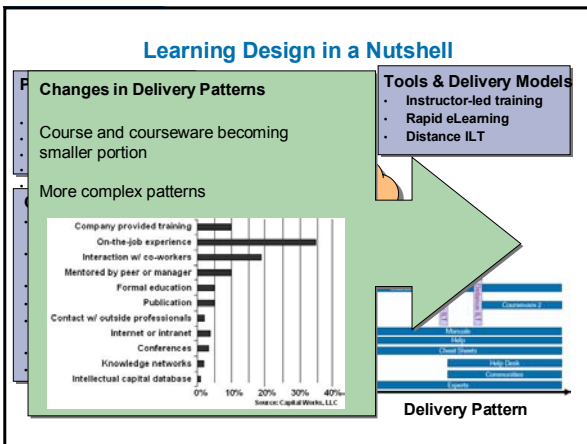 Learning Design in a Nutshell
P
Changes in Delivery Patterns
Course and courseware becoming
smaller portion
More complex patterns
Company provided training
On-the-job experience
Interaction w/ co-workers
Mentored by peer or manager
Formal education
Publication
Contact w/ outside professionals
Internet or intranet
Conferences
Knowledge networks
Intellectual capital database
0% 10% 20% 30% 40%
Source: Capital Works, LLC
Tools & Delivery Models
· Instructor-led training
· Rapid eLearning
· Distance ILT
Courseware 2
Manuals
Help
Cheat Sheets
Help Desk
Communities
Experts
Delivery Pattern